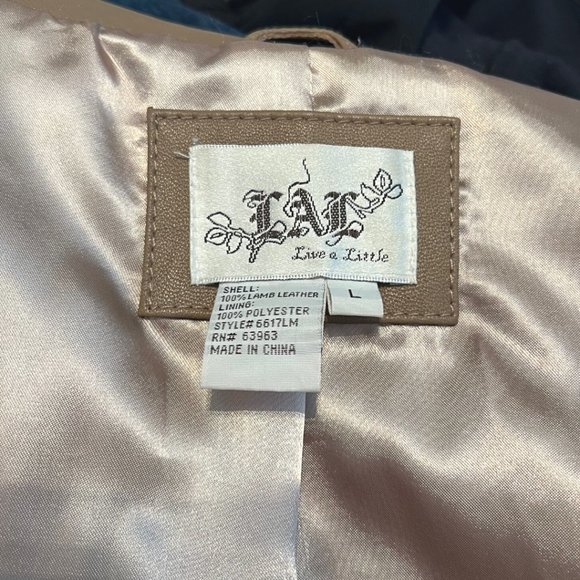 LAL
Live a Little
SHELL:
100% LAMB LEATHER
LINING:
100% POLYESTER
STYLE# 6617LM
RN# 63963
MADE IN CHINA
L